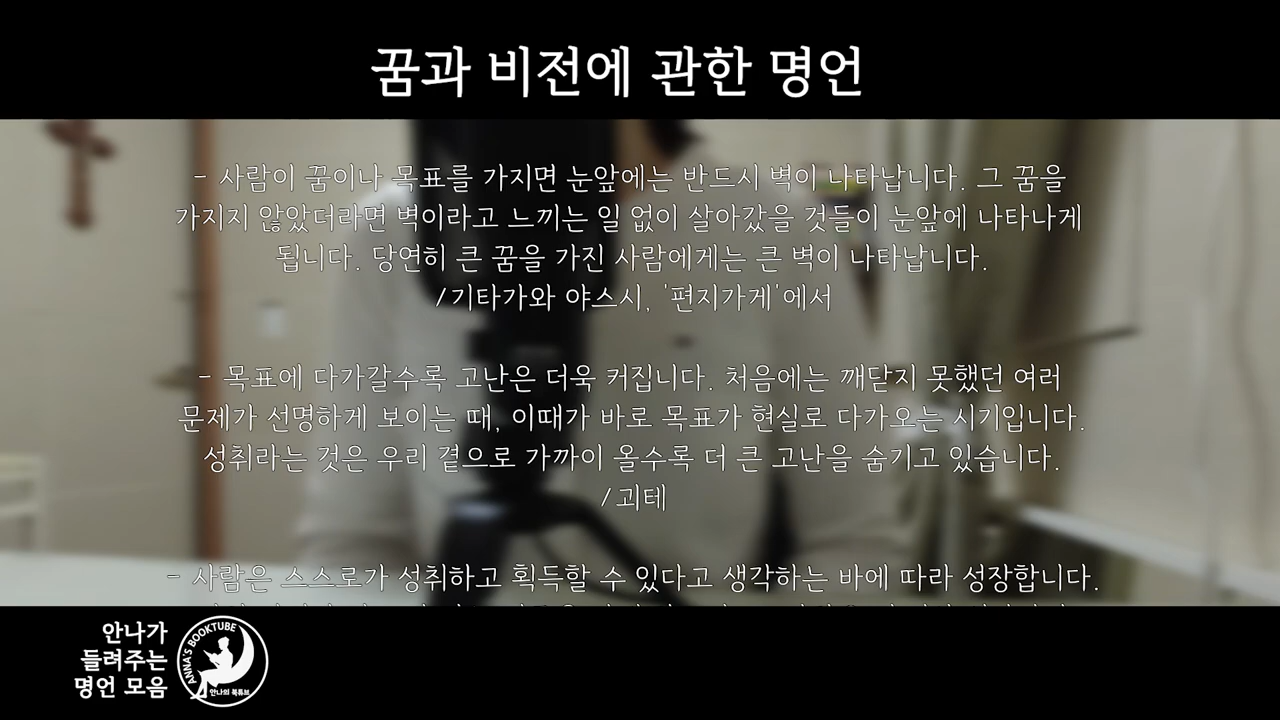 꿈과 비전에 관한 명언
- 사람이 꿈이나 목표를 가지면 눈앞에는 반드시 벽이 나타납니다. 그 꿈을
가지지 않았더라면 벽이라고 느끼는 일 없이 살아갔을 것들이 눈앞에 나타나게
됩니다. 당연히 큰 꿈을 가진 사람에게는 큰 벽이 나타납니다.
/기타가와 야스시, '편지가게'에서
- 목표에 다가갈수록 고난은 더욱 커집니다. 처음에는 깨닫지 못했던 여러
문제가 선명하게 보이는 때, 이때가 바로 목표가 현실로 다가오는 시기입니다.
성취라는 것은 우리 곁으로 가까이 올수록 더 큰 고난을 숨기고 있습니다.
/괴테
- 사람은 스스로가 성취하고 획득할 수 있다고 생각하는 바에 따라 성장합니다.
안나가
들려주는
명언 모음
ANNA'S BOOKTUBE
안나의 북튜브